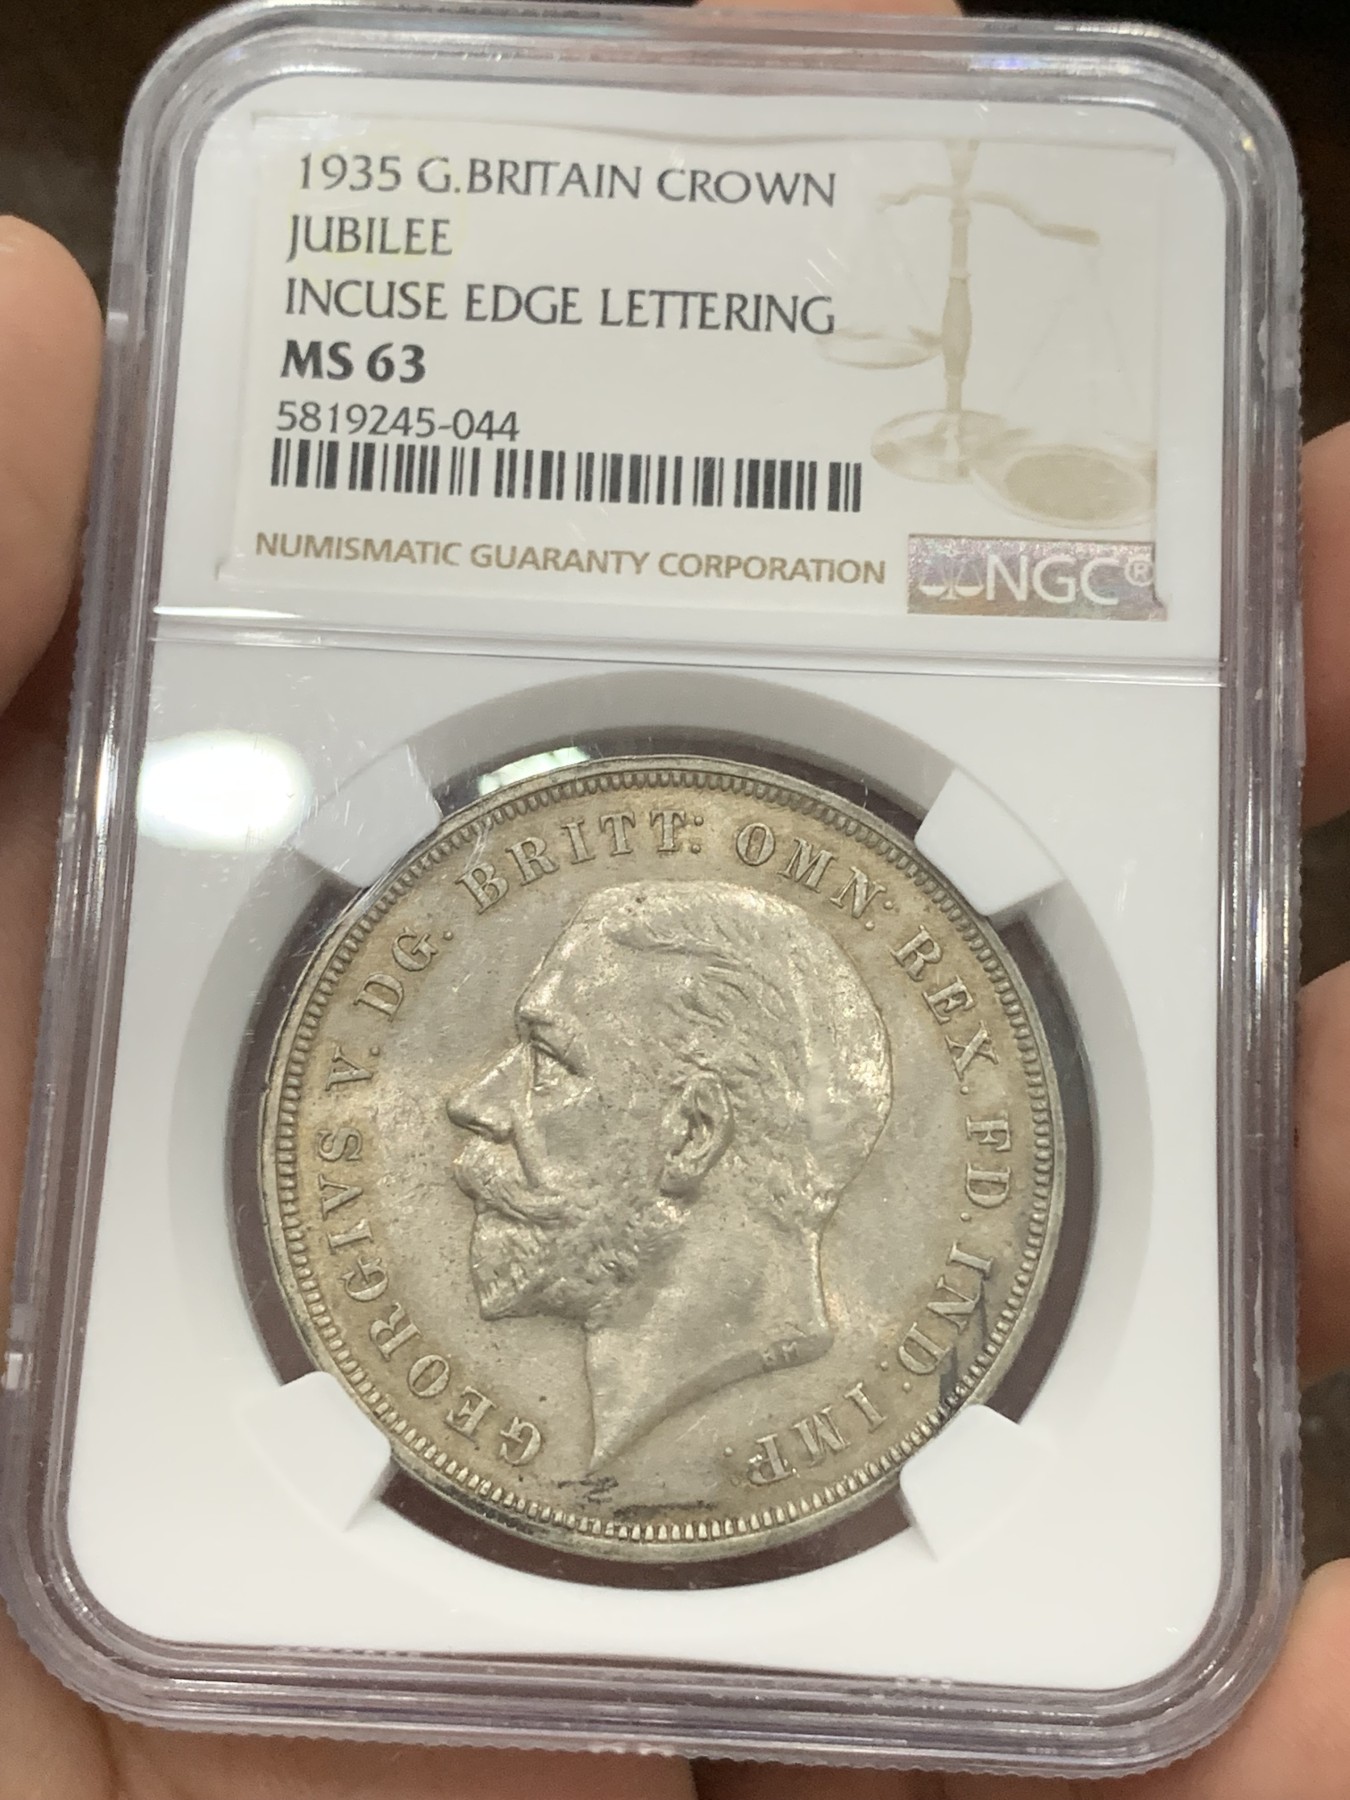 1935 G.BRITAIN CROWN
JUBILEE
INCUSE EDGE LETTERING
MS 63
5819245-044
NUMISMATIC GUARANTY CORPORATION
NGC®
GEORGIVS V. DG. BRITT: OMN: REX. FD. IND: IMP.
BM